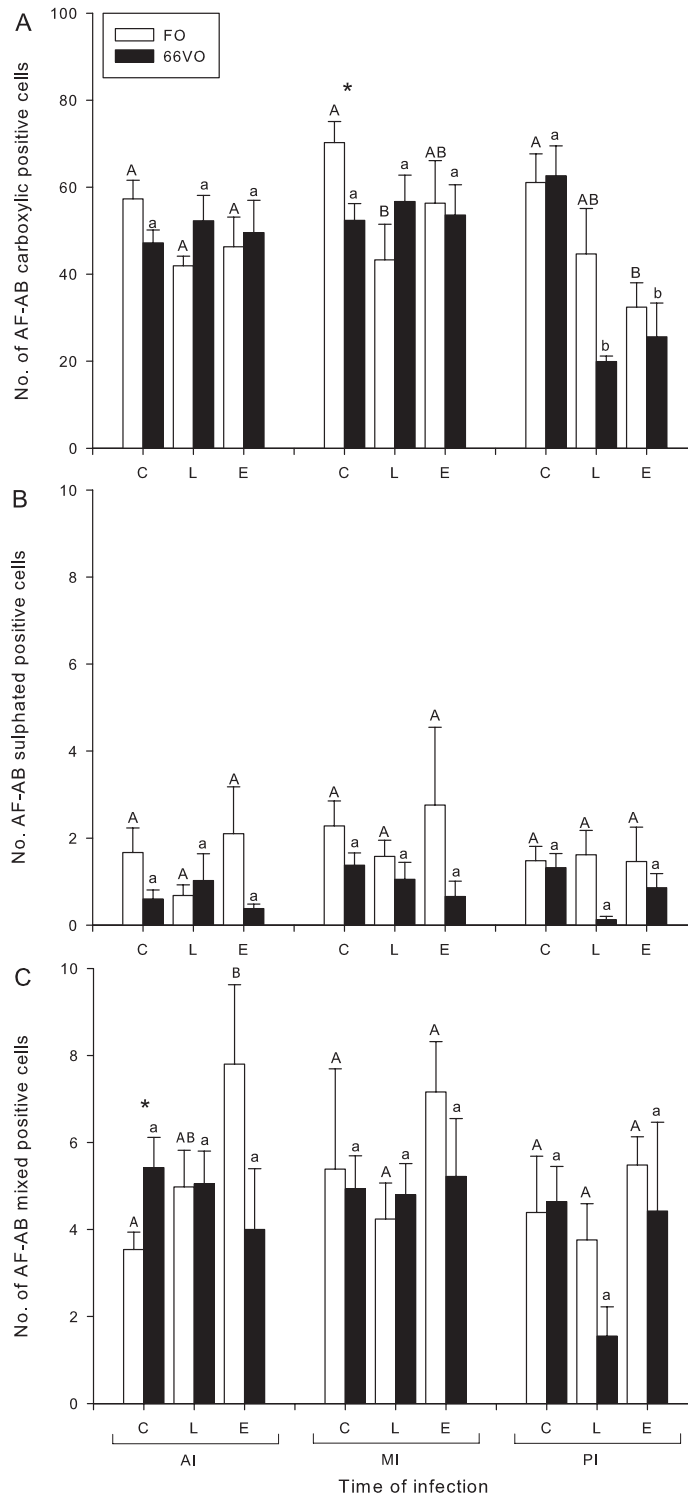 A
FO
66VO
No. of AF-AB carboxylic positive cells
100
80
60
40
20
0
A a A a A a
* A a B a AB a
A a AB b B b
C L E C L E C L E
B
No. AF-AB sulphated positive cells
10
8
6
4
2
0
A a A a A a
A a A a A a
A a A a A a
C L E C L E C L E
C
No. of AF-AB mixed positive cells
10
8
6
4
2
0
A * a AB a B a
A a A a A a
A a A a A a
C L E C L E C L E
AI MI PI
Time of infection